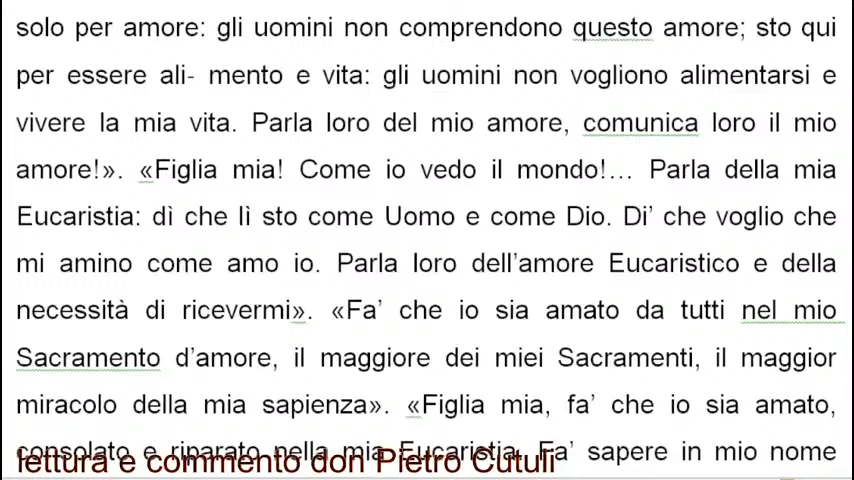 solo per amore: gli uomini non comprendono questo amore; sto qui
per essere ali- mento e vita: gli uomini non vogliono alimentarsi e
vivere la mia vita. Parla loro del mio amore, comunica loro il mio
amore!». «Figlia mia! Come io vedo il mondo!… Parla della mia
Eucaristia: dì che lì sto come Uomo e come Dio. Di’ che voglio che
mi amino come amo io. Parla loro dell’amore Eucaristico e della
necessità di ricevermi». «Fa’ che io sia amato da tutti nel mio
Sacramento d’amore, il maggiore dei miei Sacramenti, il maggior
miracolo della mia sapienza». «Figlia mia, fa’ che io sia amato,
consolato e riparato nella mia Eucaristia. Fa’ sapere in mio nome
lettura e commento don Pietro Cutuli